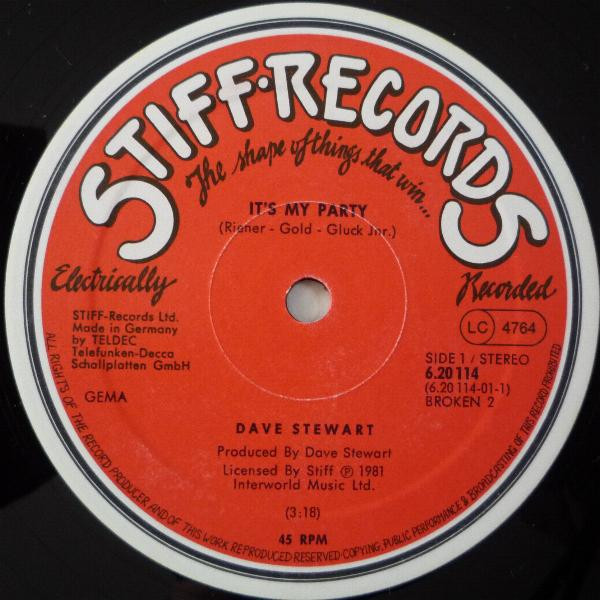 STIFF·RECORDS
The shape of things that win...
IT'S MY PARTY
(Riener - Gold - Gluck Jnr.)
Electrically
Recorded
STIFF-Records Ltd.
Made in Germany
by TELDEC
Telefunken-Decca
Schallplatten GmbH
GEMA
LC 4764
SIDE 1 / STEREO
6.20 114
(6.20 114-01-1)
BROKEN 2
DAVE STEWART
Produced By Dave Stewart
Licensed By Stiff ℗ 1981
Interworld Music Ltd.
(3:18)
45 RPM
ALL RIGHTS OF THE RECORD PRODUCER AND OF THIS WORK REPRODUCED RESERVED·COPYING, PUBLIC PERFORMANCE & BROADCASTING OF THIS RECORD PROHIBITED